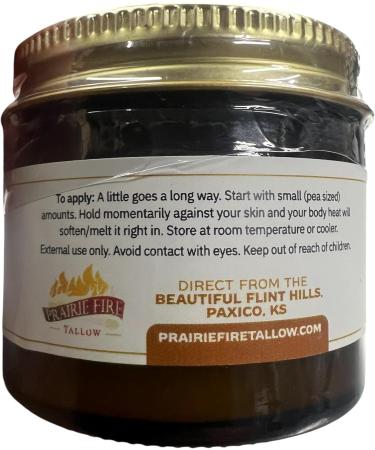 To apply: A little goes a long way. Start with small (pea sized)
amounts. Hold momentarily against your skin and your body heat will
soften/melt it right in. Store at room temperature or cooler.
External use only. Avoid contact with eyes. Keep out of reach of children.
PRAIRIE FIRE
TALLOW
DIRECT FROM THE
BEAUTIFUL FLINT HILLS,
PAXICO, KS
PRAIRIEFIRETALLOW.COM